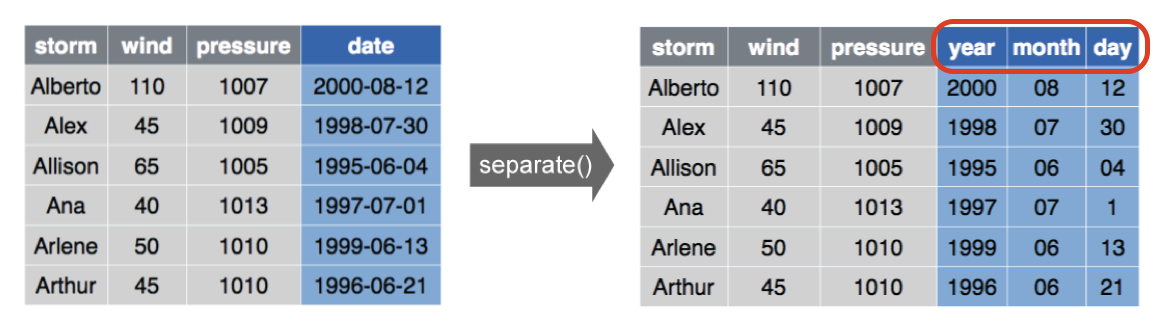 storm wind pressure date
Alberto 110 1007 2000-08-12
Alex 45 1009 1998-07-30
Allison 65 1005 1995-06-04
Ana 40 1013 1997-07-01
Arlene 50 1010 1999-06-13
Arthur 45 1010 1996-06-21
separate()
storm wind pressure year month day
Alberto 110 1007 2000 08 12
Alex 45 1009 1998 07 30
Allison 65 1005 1995 06 04
Ana 40 1013 1997 07 1
Arlene 50 1010 1999 06 13
Arthur 45 1010 1996 06 21